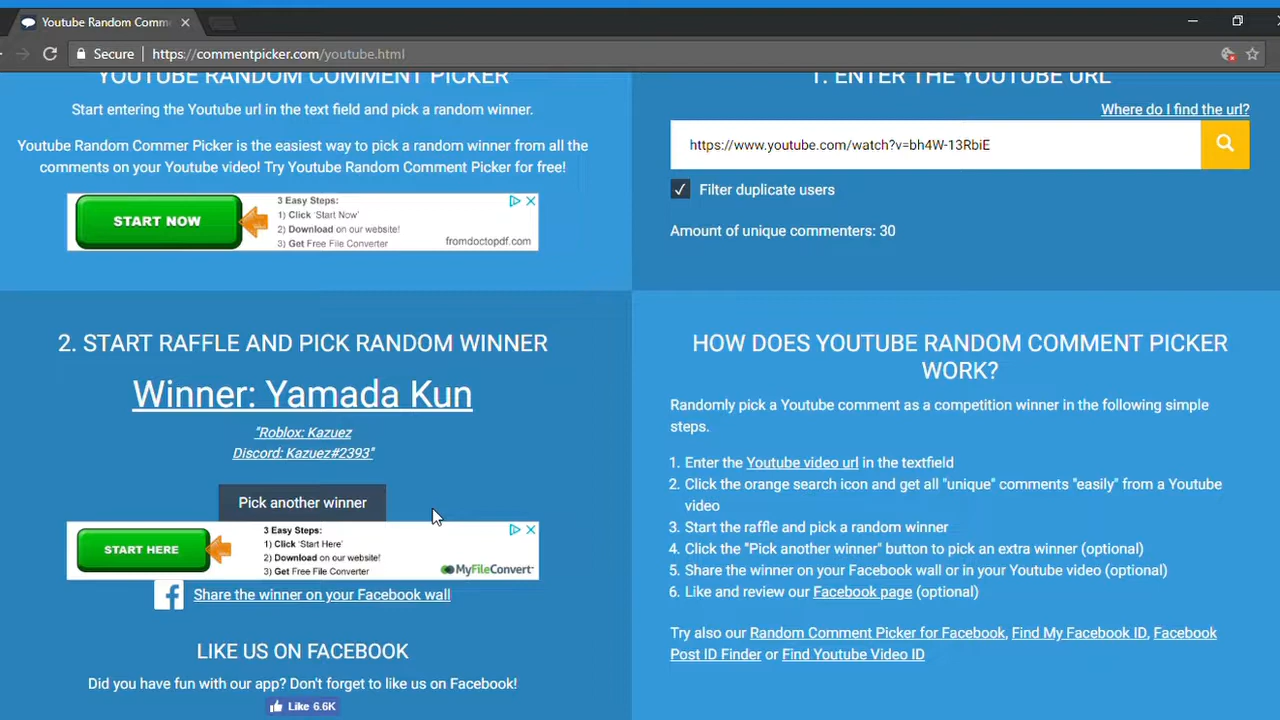 Youtube Random Comme
Secure
https://commentpicker.com/youtube.html
YOUTUBE RANDOM COMMENT PICKER
Start entering the Youtube url in the text field and pick a random winner.
Youtube Random Commer Picker is the easiest way to pick a random winner from all the
comments on your Youtube video! Try Youtube Random Comment Picker for free!
START NOW
3 Easy Steps:
1) Click 'Start Now'
2) Download on our website!
3) Get Free File Converter
fromdoctopdf.com
1. ENTER THE YOUTUBE URL
Where do I find the url?
https://www.youtube.com/watch?v=bh4W-13RbiE
Filter duplicate users
Amount of unique commenters: 30
2. START RAFFLE AND PICK RANDOM WINNER
Winner: Yamada Kun
"Roblox: Kazuez
Discord: Kazuez#2393"
Pick another winner
START HERE
3 Easy Steps:
1) Click 'Start Here'
2) Download on our website!
3) Get Free File Converter
MyFileConvert
Share the winner on your Facebook wall
LIKE US ON FACEBOOK
Did you have fun with our app? Don't forget to like us on Facebook!
Like 6.6K
HOW DOES YOUTUBE RANDOM COMMENT PICKER
WORK?
Randomly pick a Youtube comment as a competition winner in the following simple
steps.
1. Enter the Youtube video url in the textfield
2. Click the orange search icon and get all "unique" comments "easily" from a Youtube
video
3. Start the raffle and pick a random winner
4. Click the "Pick another winner" button to pick an extra winner (optional)
5. Share the winner on your Facebook wall or in your Youtube video (optional)
6. Like and review our Facebook page (optional)
Try also our Random Comment Picker for Facebook, Find My Facebook ID, Facebook
Post ID Finder or Find Youtube Video ID